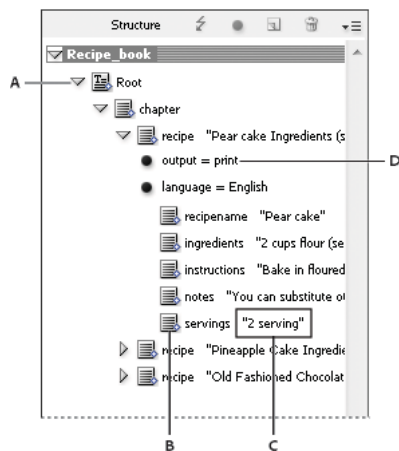 Structure
Recipe_book
A
Root
chapter
recipe "Pear cake Ingredients (s
output = print
D
language = English
recipename "Pear cake"
ingredients "2 cups flour (se
instructions "Bake in floured
notes "You can substitute
servings "2 serving"
recipe "Pineapple Cake Ingredie
recipe "Old Fashioned Chocolat
B
C